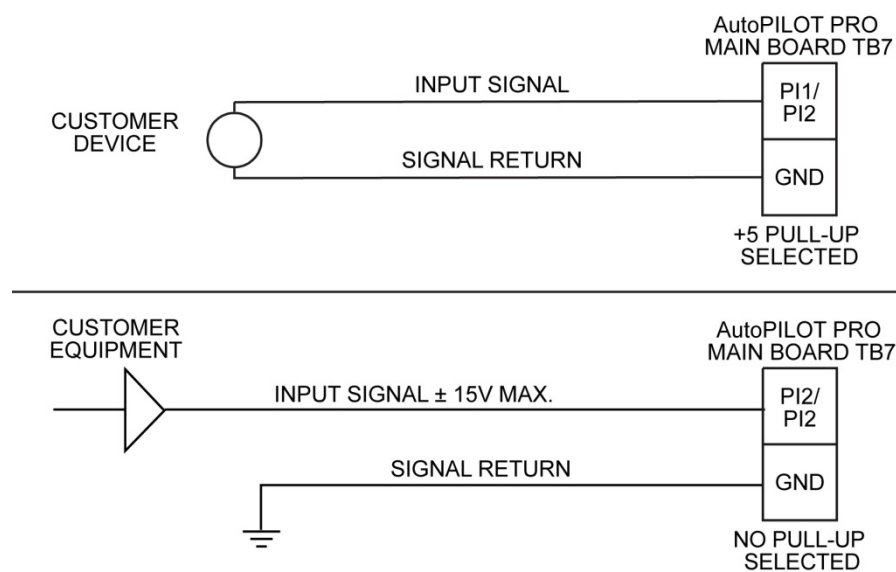 AutoPILOT PRO
MAIN BOARD TB7
INPUT SIGNAL
PI1/
PI2
CUSTOMER
DEVICE
SIGNAL RETURN
GND
+5 PULL-UP
SELECTED
CUSTOMER
EQUIPMENT
AutoPILOT PRO
MAIN BOARD TB7
INPUT SIGNAL ± 15V MAX.
PI2/
PI2
SIGNAL RETURN
GND
NO PULL-UP
SELECTED